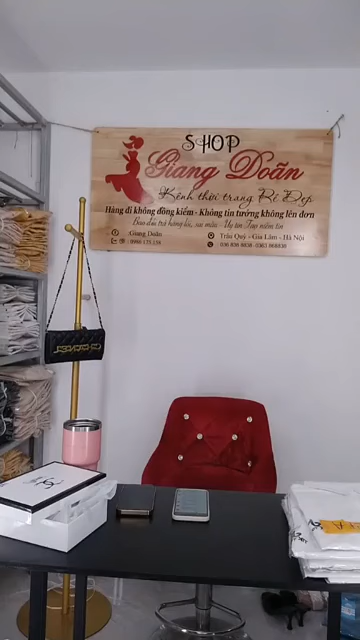 SHOP
Giang Doãn
Kênh thời trang Rẻ Đẹp
Hàng đi không đồng kiểm - Không tin tưởng không lên đơn
Bao đổi trả hàng lỗi, sai mẫu - Uy tín Tạo niềm tin
: Giang Doãn
: Trâu Quỳ - Gia Lâm - Hà Nội